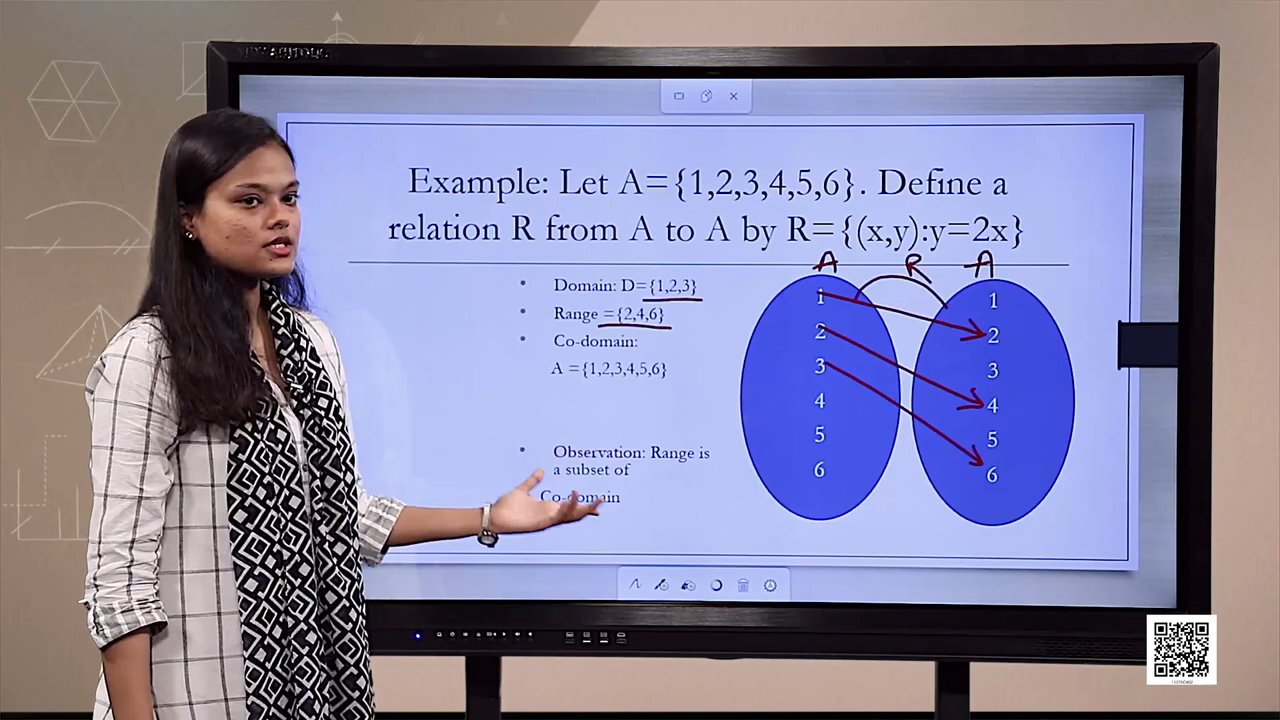 Example: Let A={1,2,3,4,5,6}. Define a
relation R from A to A by R={(x,y):y=2x}
A R A
• Domain: D={1,2,3}
• Range ={2,4,6}
• Co-domain:
A ={1,2,3,4,5,6}
• Observation: Range is
a subset of
Co-domain
1 1
2 2
3 3
4 4
5 5
6 6